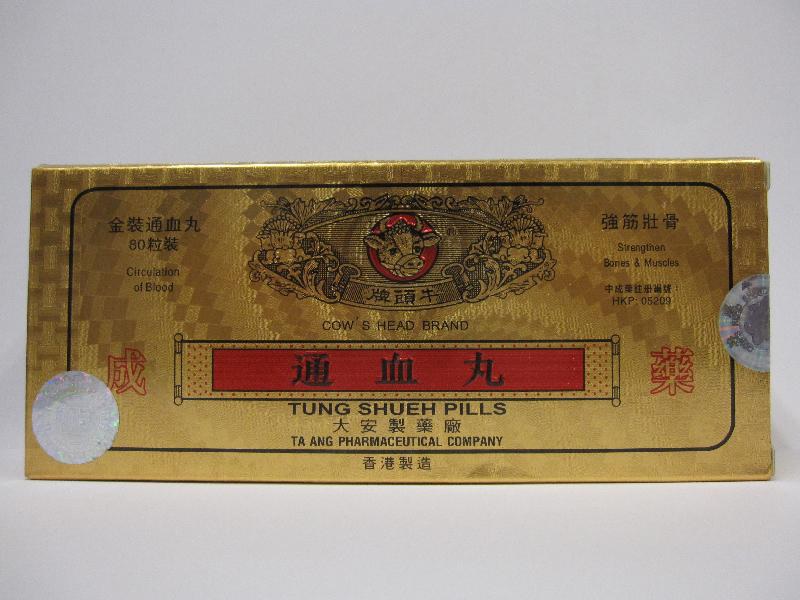 金裝通血丸
80粒裝
Circulation
of Blood
牌頭牛
COW'S HEAD BRAND
強筋壯骨
Strengthen
Bones & Muscles
中成藥註册編號：
HKP: 05209
成
通血丸
藥
TUNG SHUEH PILLS
大安製藥廠
TA ANG PHARMACEUTICAL COMPANY
香港製造